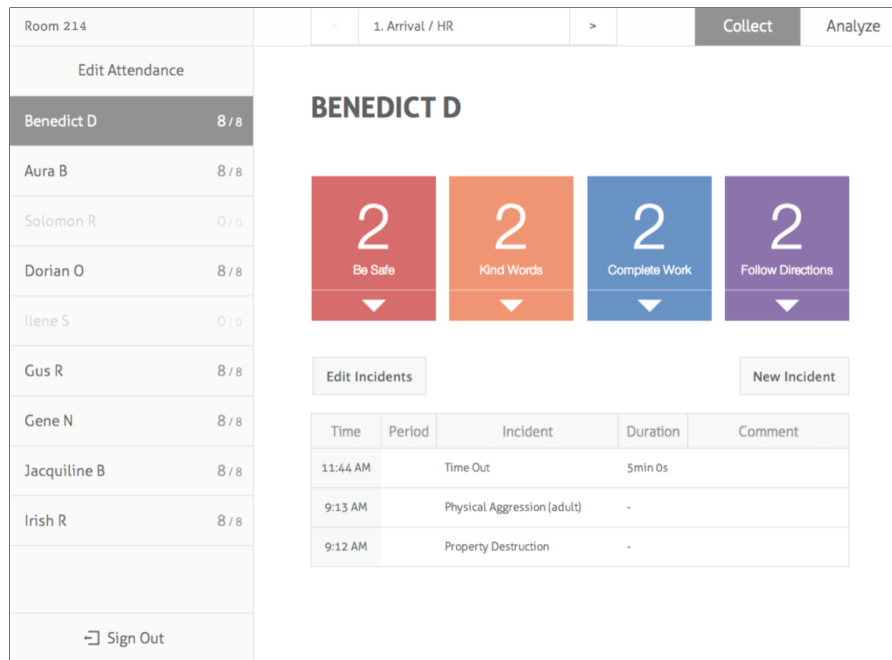 Room 214
< 1. Arrival / HR >
Collect Analyze
Edit Attendance
Benedict D 8 / 8
Aura B 8 / 8
Solomon R 0 / 0
Dorian O 8 / 8
Ilene S 0 / 0
Gus R 8 / 8
Gene N 8 / 8
Jacquiline B 8 / 8
Irish R 8 / 8
Sign Out
BENEDICT D
2 2 2 2
Be Safe Kind Words Complete Work Follow Directions
Edit Incidents New Incident
Time Period Incident Duration Comment
11:44 AM Time Out 5min 0s
9:13 AM Physical Aggression (adult) -
9:12 AM Property Destruction -